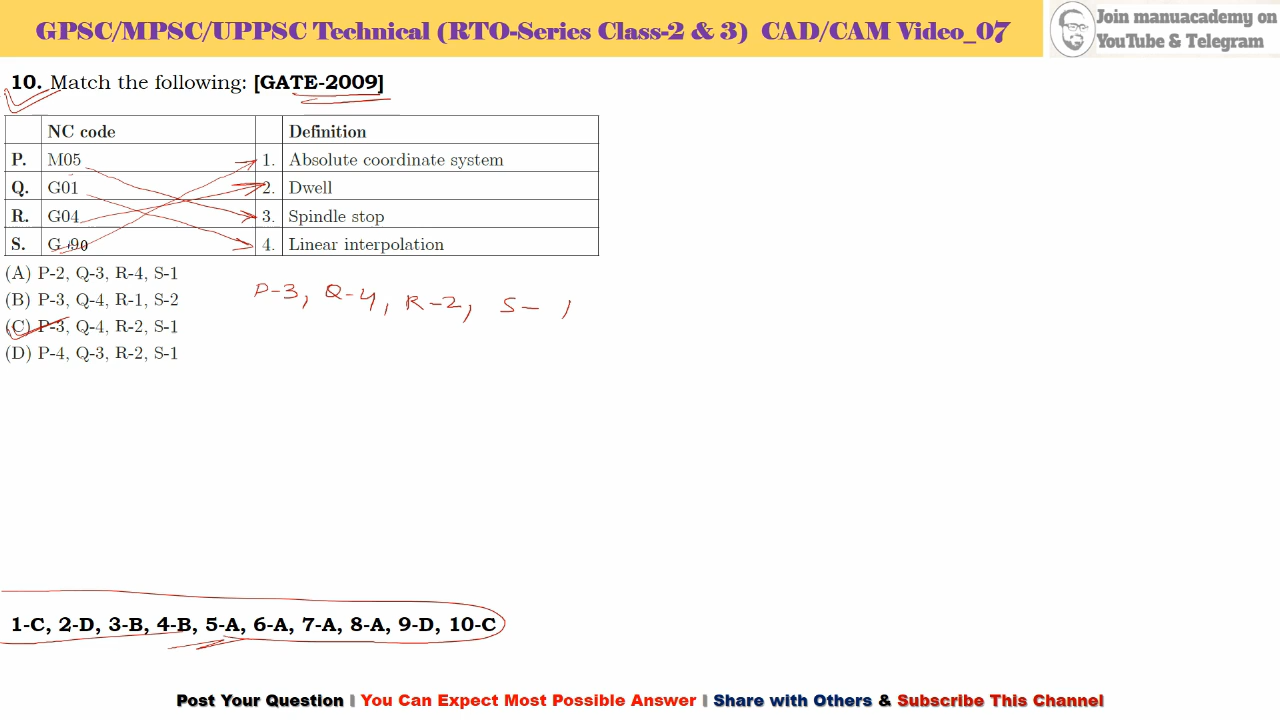 GPSC/MPSC/UPPSC Technical (RTO-Series Class-2 & 3) CAD/CAM Video_07
Join manuacademy on
YouTube & Telegram
10. Match the following: [GATE-2009]
NC code Definition
P. M05 1. Absolute coordinate system
Q. G01 2. Dwell
R. G04 3. Spindle stop
S. G 90 4. Linear interpolation
(A) P-2, Q-3, R-4, S-1
(B) P-3, Q-4, R-1, S-2
(C) P-3, Q-4, R-2, S-1
(D) P-4, Q-3, R-2, S-1
P-3, Q-4, R-2, S- 1
1-C, 2-D, 3-B, 4-B, 5-A, 6-A, 7-A, 8-A, 9-D, 10-C
Post Your Question | You Can Expect Most Possible Answer | Share with Others & Subscribe This Channel